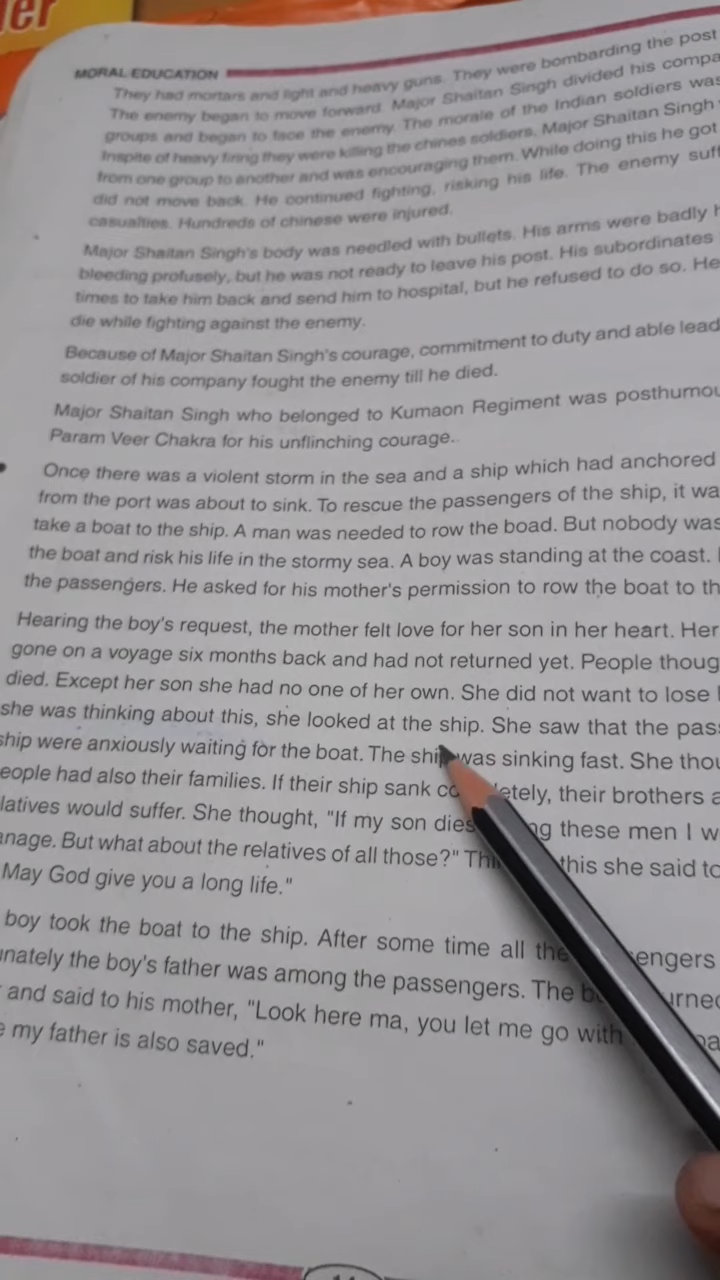 er
MORAL EDUCATION
They had mortars and light and heavy guns. They were bombarding the post
The enemy began to move forward. Major Shaitan Singh divided his compa
groups and began to face the enemy. The morale of the Indian soldiers was
Inspite of heavy firing they were killing the chines soldiers. Major Shaitan Singh
from one group to another and was encouraging them. While doing this he got
did not move back. He continued fighting, risking his life. The enemy suff
casualties. Hundreds of chinese were injured.
Major Shaitan Singh's body was needled with bullets. His arms were badly h
bleeding profusely, but he was not ready to leave his post. His subordinates
times to take him back and send him to hospital, but he refused to do so. He
die while fighting against the enemy.
Because of Major Shaitan Singh's courage, commitment to duty and able lead
soldier of his company fought the enemy till he died.
Major Shaitan Singh who belonged to Kumaon Regiment was posthumou
Param Veer Chakra for his unflinching courage.
Once there was a violent storm in the sea and a ship which had anchored
from the port was about to sink. To rescue the passengers of the ship, it wa
take a boat to the ship. A man was needed to row the boad. But nobody was
the boat and risk his life in the stormy sea. A boy was standing at the coast.
the passengers. He asked for his mother's permission to row the boat to th
Hearing the boy's request, the mother felt love for her son in her heart. Her
gone on a voyage six months back and had not returned yet. People thoug
died. Except her son she had no one of her own. She did not want to lose
she was thinking about this, she looked at the ship. She saw that the pas
ship were anxiously waiting for the boat. The ship was sinking fast. She thou
eople had also their families. If their ship sank co etely, their brothers a
latives would suffer. She thought, "If my son dies ng these men I w
anage. But what about the relatives of all those?" Thi this she said to
May God give you a long life."
boy took the boat to the ship. After some time all the engers
unately the boy's father was among the passengers. The b urned
and said to his mother, "Look here ma, you let me go with pa
e my father is also saved."